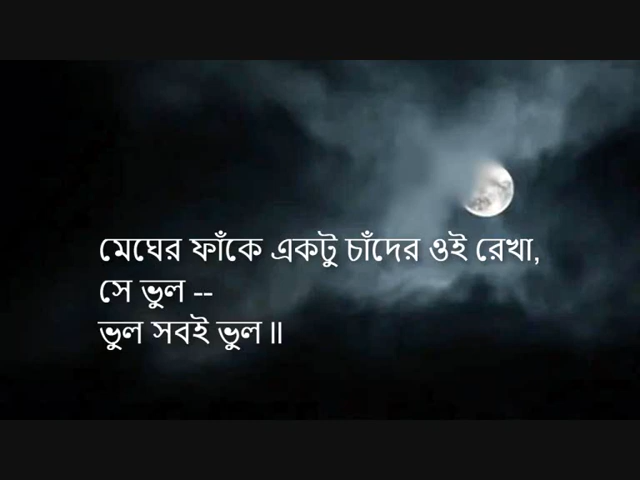 মেঘের ফাঁকে একটু চাঁদের ওই রেখা,
সে ভুল --
ভুল সবই ভুল ॥